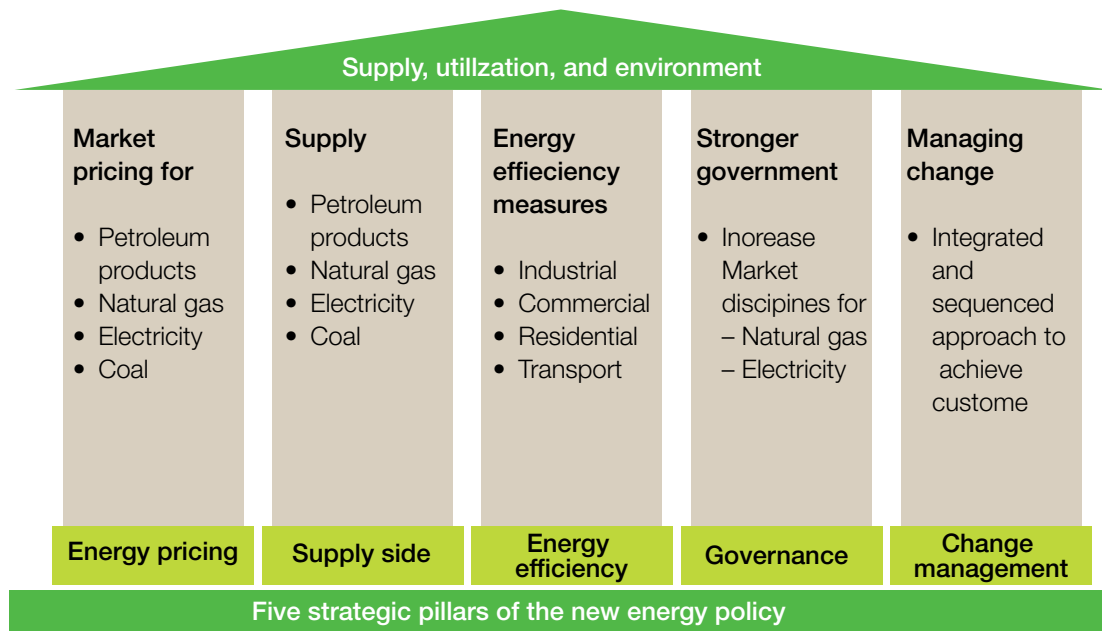 Supply, utillzation, and environment
Market
pricing for
• Petroleum
products
• Natural gas
• Electricity
• Coal
Supply
• Petroleum
products
• Natural gas
• Electricity
• Coal
Energy
effieciency
measures
• Industrial
• Commercial
• Residential
• Transport
Stronger
government
• Inorease
Market
discipines for
– Natural gas
– Electricity
Managing
change
• Integrated
and
sequenced
approach to
achieve
custome
Energy pricing
Supply side
Energy
efficiency
Governance
Change
management
Five strategic pillars of the new energy policy